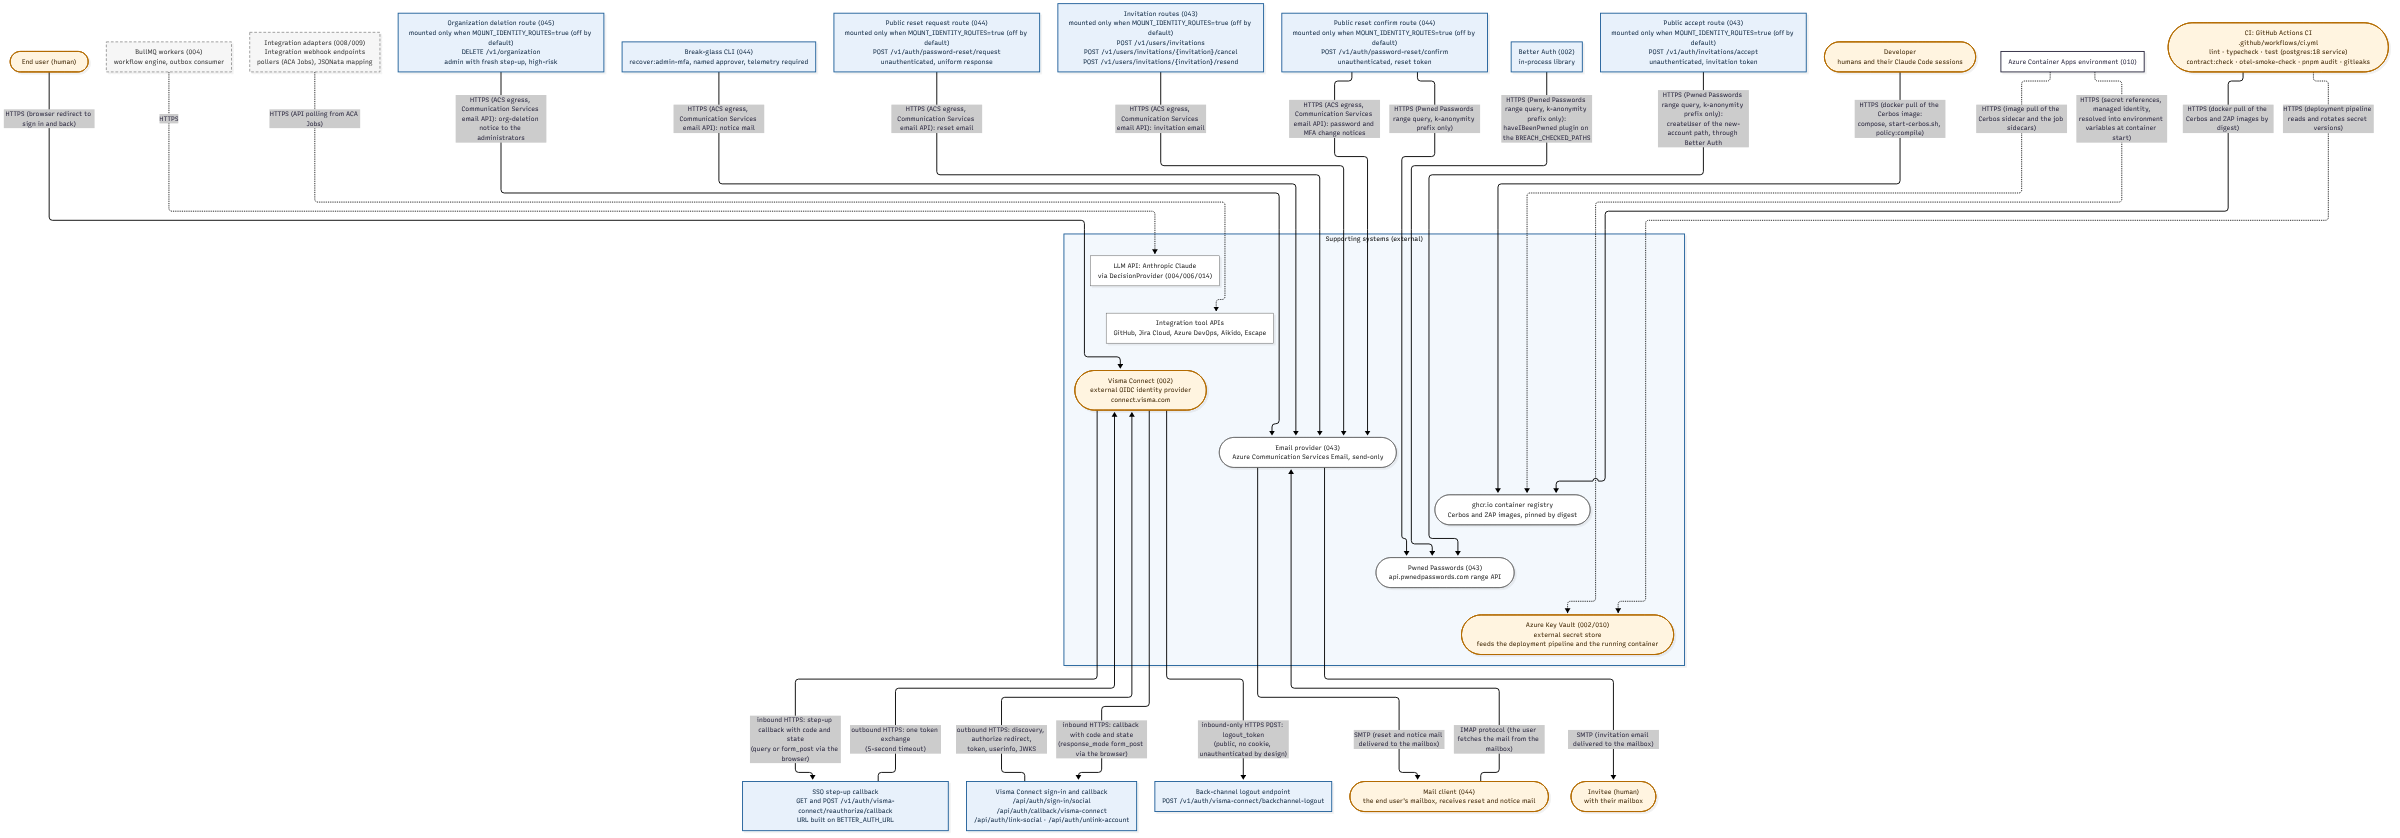 End user (human)
BullMQ workers (004)
workflow engine, outbox consumer
Integration adapters (008/009)
Integration webhook endpoints
pollers (ACA Jobs), JSONata mapping
Organization deletion route (045)
mounted only when MOUNT_IDENTITY_ROUTES=true (off by
default)
DELETE /v1/organization
admin with fresh step-up, high-risk
Break-glass CLI (044)
recover:admin-mfa, named approver, telemetry required
Public reset request route (044)
mounted only when MOUNT_IDENTITY_ROUTES=true (off by
default)
POST /v1/auth/password-reset/request
unauthenticated, uniform response
Invitation routes (043)
mounted only when MOUNT_IDENTITY_ROUTES=true (off by
default)
POST /v1/users/invitations
POST /v1/users/invitations/{invitation}/cancel
POST /v1/users/invitations/{invitation}/resend
Public reset confirm route (044)
mounted only when MOUNT_IDENTITY_ROUTES=true (off by
default)
POST /v1/auth/password-reset/confirm
unauthenticated, reset token
Better Auth (002)
in-process library
Public accept route (043)
mounted only when MOUNT_IDENTITY_ROUTES=true (off by
default)
POST /v1/auth/invitations/accept
unauthenticated, invitation token
Developer
humans and their Claude Code sessions
Azure Container Apps environment (010)
CI: GitHub Actions CI
.github/workflows/ci.yml
lint · typecheck · test (postgres:18 service)
contract:check · otel-smoke-check · pnpm audit · gitleaks
HTTPS (browser redirect to
sign in and back)
HTTPS
HTTPS (API polling from ACA
Jobs)
HTTPS (ACS egress,
Communication Services
email API): org-deletion
notice to the
administrators
HTTPS (ACS egress,
Communication Services
email API): notice mail
HTTPS (ACS egress,
Communication Services
email API): reset email
HTTPS (ACS egress,
Communication Services
email API): invitation email
HTTPS (ACS egress,
Communication Services
email API): password and
MFA change notices
HTTPS (Pwned Passwords
range query, k-anonymity
prefix only)
HTTPS (Pwned Passwords
range query, k-anonymity
prefix only):
haveIBeenPwned plugin on
the BREACH_CHECKED_PATHS
HTTPS (Pwned Passwords
range query, k-anonymity
prefix only):
createUser of the new-
account path, through
Better Auth
HTTPS (docker pull of the
Cerbos image:
compose, start-cerbos.sh,
policy:compile)
HTTPS (image pull of the
Cerbos sidecar and the job
sidecars)
HTTPS (secret references,
managed identity,
resolved into environment
variables at container
start)
HTTPS (docker pull of the
Cerbos and ZAP images by
digest)
HTTPS (deployment pipeline
reads and rotates secret
versions)
Supporting systems (external)
LLM API: Anthropic Claude
via DecisionProvider (004/006/014)
Integration tool APIs
GitHub, Jira Cloud, Azure DevOps, Aikido, Escape
Visma Connect (002)
external OIDC identity provider
connect.visma.com
Email provider (043)
Azure Communication Services Email, send-only
ghcr.io container registry
Cerbos and ZAP images, pinned by digest
Pwned Passwords (043)
api.pwnedpasswords.com range API
Azure Key Vault (002/010)
external secret store
feeds the deployment pipeline and the running container
inbound HTTPS: step-up
callback with code and
state
(query or form_post via the
browser)
outbound HTTPS: one token
exchange
(5-second timeout)
outbound HTTPS: discovery,
authorize redirect,
token, userinfo, JWKS
inbound HTTPS: callback
with code and state
(response_mode form_post
via the browser)
inbound-only HTTPS POST:
logout_token
(public, no cookie,
unauthenticated by design)
SMTP (reset and notice mail
delivered to the mailbox)
IMAP protocol (the user
fetches the mail from the
mailbox)
SMTP (invitation email
delivered to the mailbox)
SSO step-up callback
GET and POST /v1/auth/visma-
connect/reauthorize/callback
URL built on BETTER_AUTH_URL
Visma Connect sign-in and callback
/api/auth/sign-in/social
/api/auth/callback/visma-connect
/api/auth/link-social · /api/auth/unlink-account
Back-channel logout endpoint
POST /v1/auth/visma-connect/backchannel-logout
Mail client (044)
the end user's mailbox, receives reset and notice mail
Invitee (human)
with their mailbox